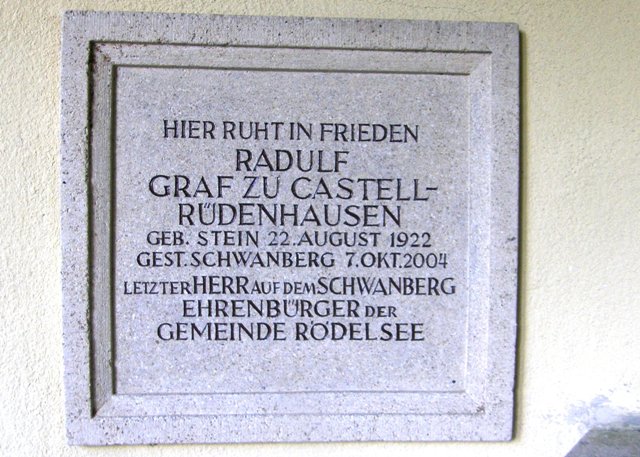 HIER RUHT IN FRIEDEN
RADULF
GRAF ZU CASTELL-
RÜDENHAUSEN
GEB. STEIN 22. AUGUST 1922
GEST. SCHWANBERG 7. OKT. 2004
LETZTER HERR AUF DEM SCHWANBERG
EHRENBÜRGER DER
GEMEINDE RÖDELSEE